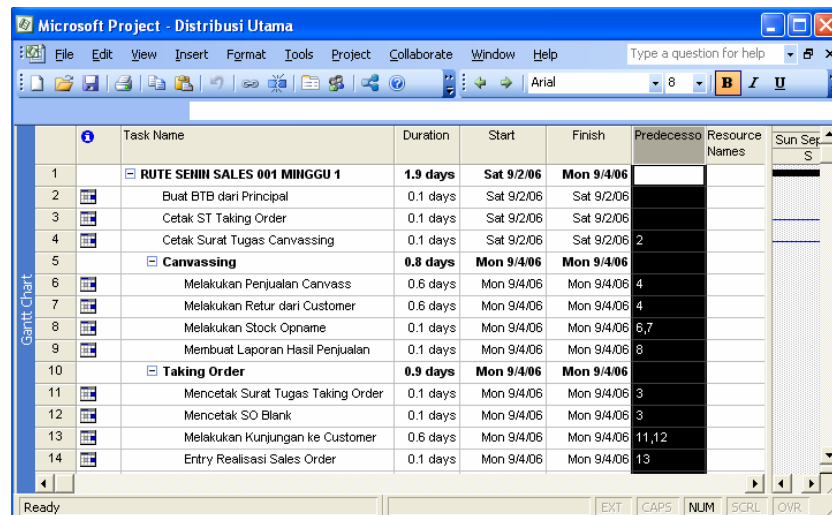 Microsoft Project - Distribusi Utama
File Edit View Insert Format Tools Project Collaborate Window Help Type a question for help
Arial 8 B I U
Task Name Duration Start Finish Predecesso Resource Names Sun Sep
S
1 RUTE SENIN SALES 001 MINGGU 1 1.9 days Sat 9/2/06 Mon 9/4/06
2 Buat BTB dari Principal 0.1 days Sat 9/2/06 Sat 9/2/06
3 Cetak ST Taking Order 0.1 days Sat 9/2/06 Sat 9/2/06
4 Cetak Surat Tugas Canvassing 0.1 days Sat 9/2/06 Sat 9/2/06 2
5 Canvassing 0.8 days Mon 9/4/06 Mon 9/4/06
6 Melakukan Penjualan Canvass 0.6 days Mon 9/4/06 Mon 9/4/06 4
7 Melakukan Retur dari Customer 0.6 days Mon 9/4/06 Mon 9/4/06 4
8 Melakukan Stock Opname 0.1 days Mon 9/4/06 Mon 9/4/06 6,7
9 Membuat Laporan Hasil Penjualan 0.1 days Mon 9/4/06 Mon 9/4/06 8
10 Taking Order 0.9 days Mon 9/4/06 Mon 9/4/06
11 Mencetak Surat Tugas Taking Order 0.1 days Mon 9/4/06 Mon 9/4/06 3
12 Mencetak SO Blank 0.1 days Mon 9/4/06 Mon 9/4/06 3
13 Melakukan Kunjungan ke Customer 0.6 days Mon 9/4/06 Mon 9/4/06 11,12
14 Entry Realisasi Sales Order 0.1 days Mon 9/4/06 Mon 9/4/06 13
Gantt Chart
Ready EXT CAPS NUM SCRL OVR